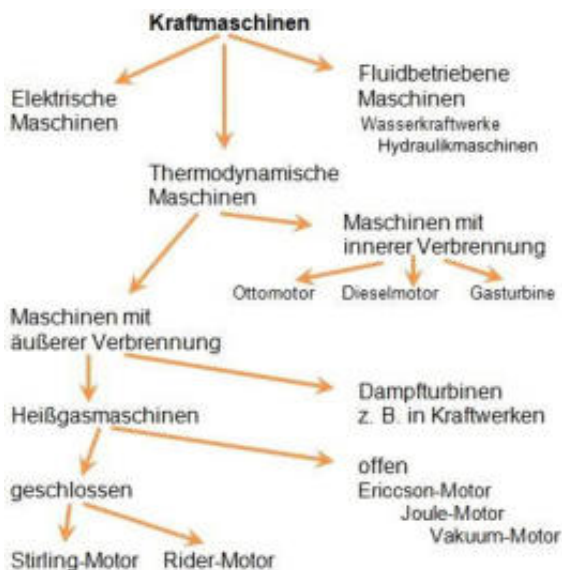 Kraftmaschinen
Elektrische
Maschinen
Fluidbetriebene
Maschinen
Wasserkraftwerke
Hydraulikmaschinen
Thermodynamische
Maschinen
Maschinen mit
innerer Verbrennung
Ottomotor Dieselmotor Gasturbine
Maschinen mit
äußerer Verbrennung
Dampfturbinen
z. B. in Kraftwerken
Heißgasmaschinen
offen
Ericcson-Motor
Joule-Motor
Vakuum-Motor
geschlossen
Stirling-Motor Rider-Motor